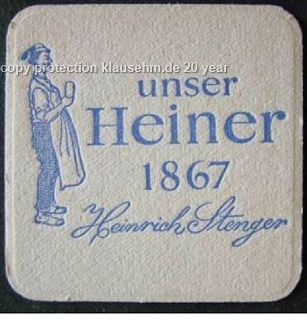 copy protection klausehm.de 20 year
unser
Heiner
1867
Heinrich Stenger